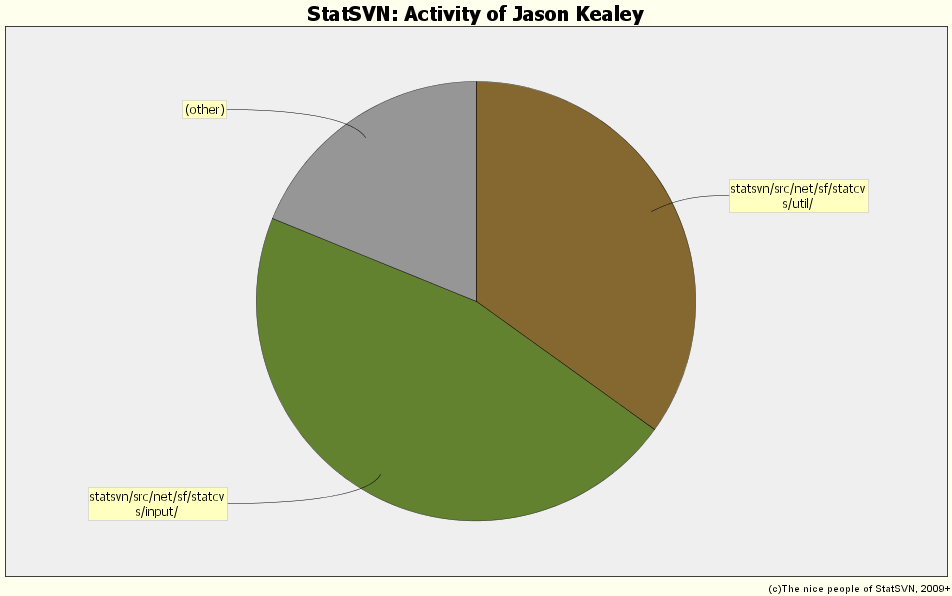 StatSVN: Activity of Jason Kealey
(other)
statsvn/src/net/sf/statcv
s/util/
statsvn/src/net/sf/statcv
s/input/
(c)The nice people of StatSVN, 2009+